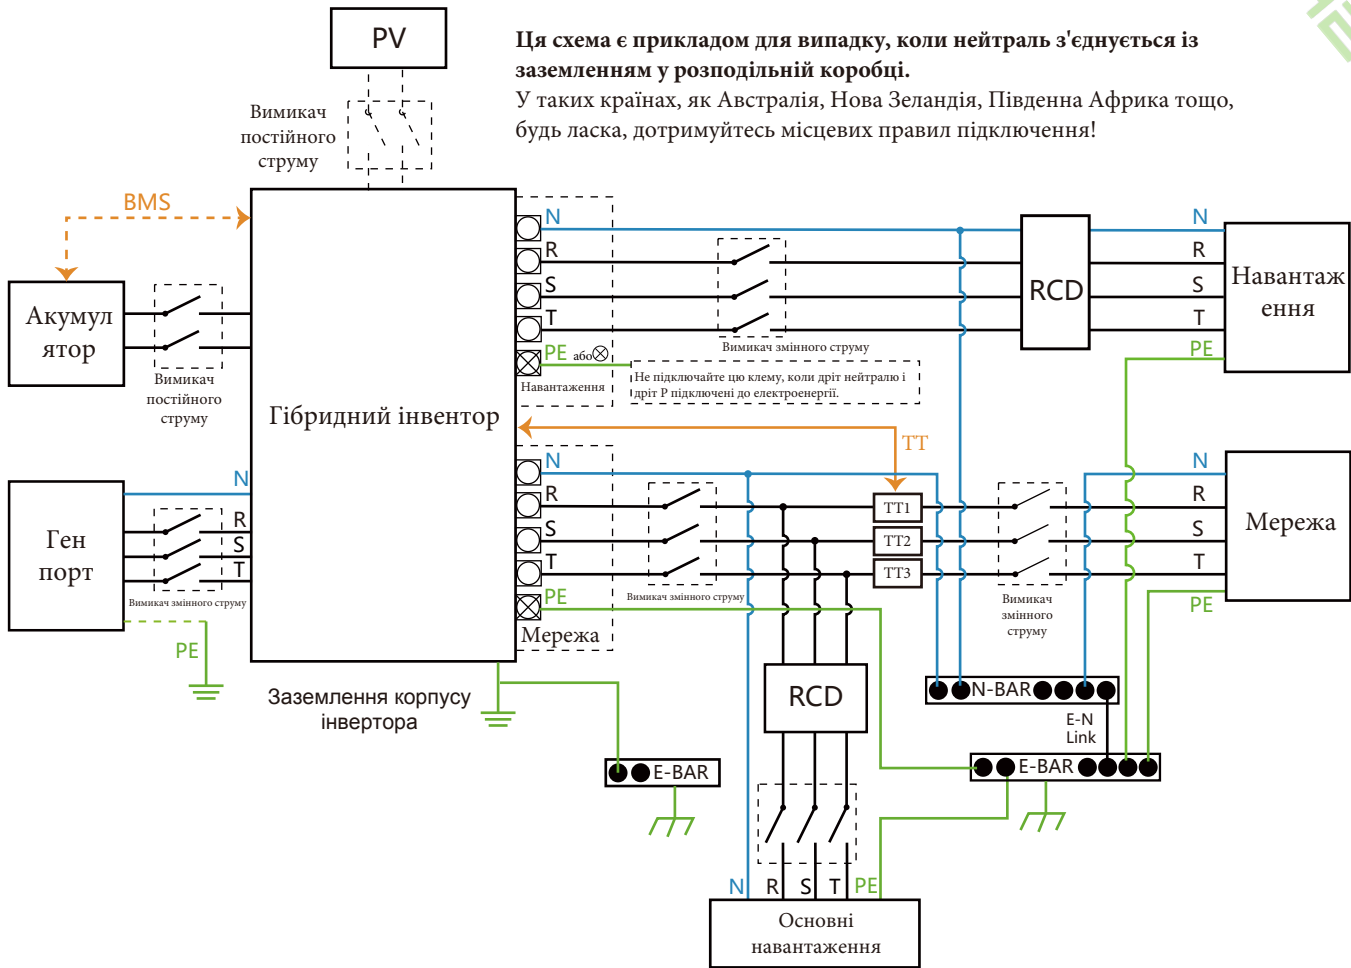 PV
Ця схема є прикладом для випадку, коли нейтраль з'єднується із
заземленням у розподільній коробці.
У таких країнах, як Австралія, Нова Зеландія, Південна Африка тощо,
будь ласка, дотримуйтесь місцевих правил підключення!
Вимикач
постійного
струму
BMS
N
R
S
T
PE або
Навантаження
Вимикач змінного струму
Не підключайте цю клему, коли дріт нейтралю і
дріт P підключені до електроенергії.
RCD
N
R
S
T
PE
Навантаж
ення
Акумул
ятор
Вимикач
постійного
струму
Гібридний інвентор
TT
N
R
S
T
PE
Мережа
Вимикач змінного струму
TT1
TT2
TT3
Вимикач
змінного
струму
N
R
S
T
PE
Мережа
Ген
порт
N
R
S
T
Вимикач змінного струму
PE
Заземлення корпусу
інвертора
RCD
N-BAR
E-N
Link
E-BAR
E-BAR
N
R
S
T
PE
Основні
навантаження